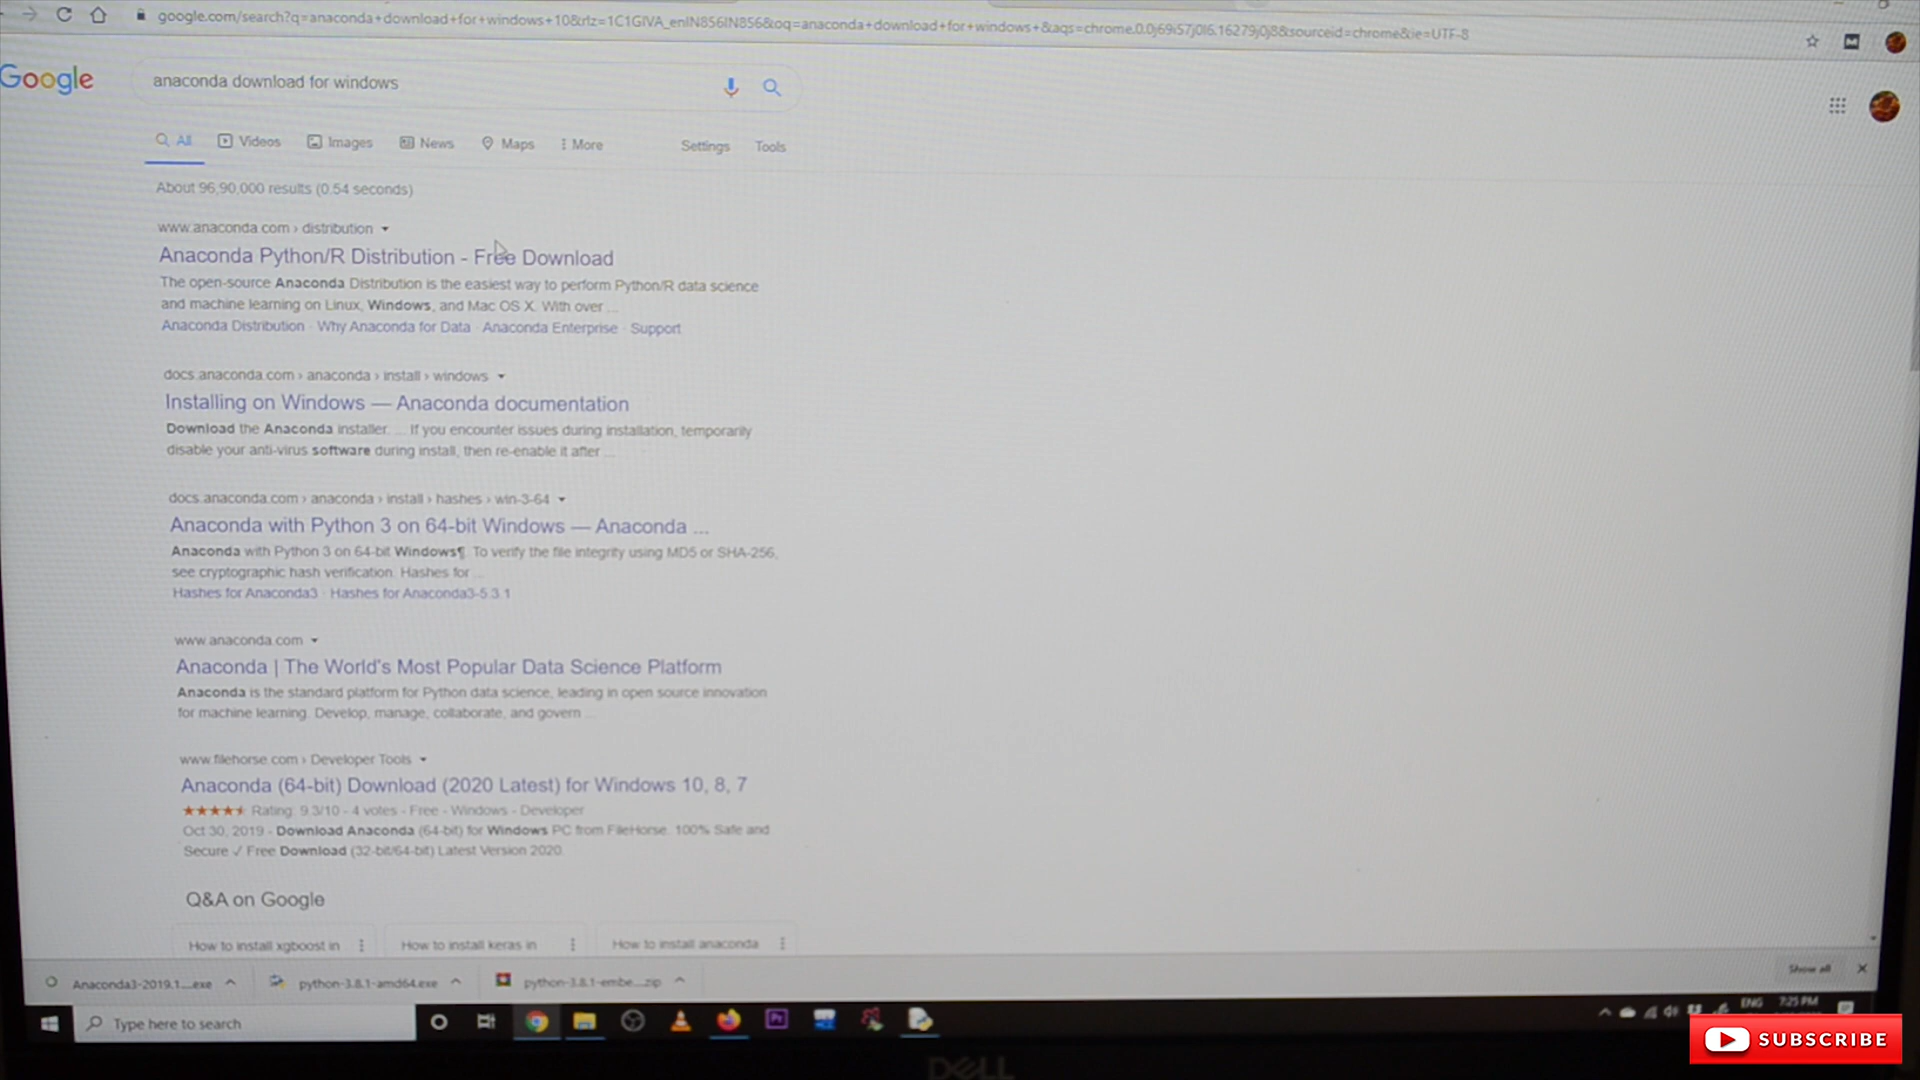 google.com/search?q=anaconda+download+for+windows+10&rlz=1C1GIVA_enIN856IN856&oq=anaconda+download+for+windows+&aqs=chrome.0.0j69i57j0l6.16279j0j8&sourceid=chrome&ie=UTF-8
Google
anaconda download for windows
All Videos Images News Maps More Settings Tools
About 96,90,000 results (0.54 seconds)
www.anaconda.com › distribution
Anaconda Python/R Distribution - Free Download
The open-source Anaconda Distribution is the easiest way to perform Python/R data science
and machine learning on Linux, Windows, and Mac OS X. With over ...
Anaconda Distribution · Why Anaconda for Data · Anaconda Enterprise · Support
docs.anaconda.com › anaconda › install › windows
Installing on Windows — Anaconda documentation
Download the Anaconda installer. ... If you encounter issues during installation, temporarily
disable your anti-virus software during install, then re-enable it after ...
docs.anaconda.com › anaconda › install › hashes › win-3-64
Anaconda with Python 3 on 64-bit Windows — Anaconda ...
Anaconda with Python 3 on 64-bit Windows¶. To verify the file integrity using MD5 or SHA-256,
see cryptographic hash verification. Hashes for ...
Hashes for Anaconda3 · Hashes for Anaconda3-5.3.1
www.anaconda.com
Anaconda | The World's Most Popular Data Science Platform
Anaconda is the standard platform for Python data science, leading in open source innovation
for machine learning. Develop, manage, collaborate, and govern ...
www.filehorse.com › Developer Tools
Anaconda (64-bit) Download (2020 Latest) for Windows 10, 8, 7
Rating: 9.3/10 - 4 votes - Free - Windows - Developer
Oct 30, 2019 - Download Anaconda (64-bit) for Windows PC from FileHorse. 100% Safe and
Secure ✓ Free Download (32-bit/64-bit) Latest Version 2020.
Q&A on Google
How to install xgboost in How to install keras in How to install anaconda
Anaconda3-2019.1....exe python-3.8.1-amd64.exe python-3.8.1-embe....zip Show all
Type here to search Pr ENG 7:25 PM
SUBSCRIBE
DELL